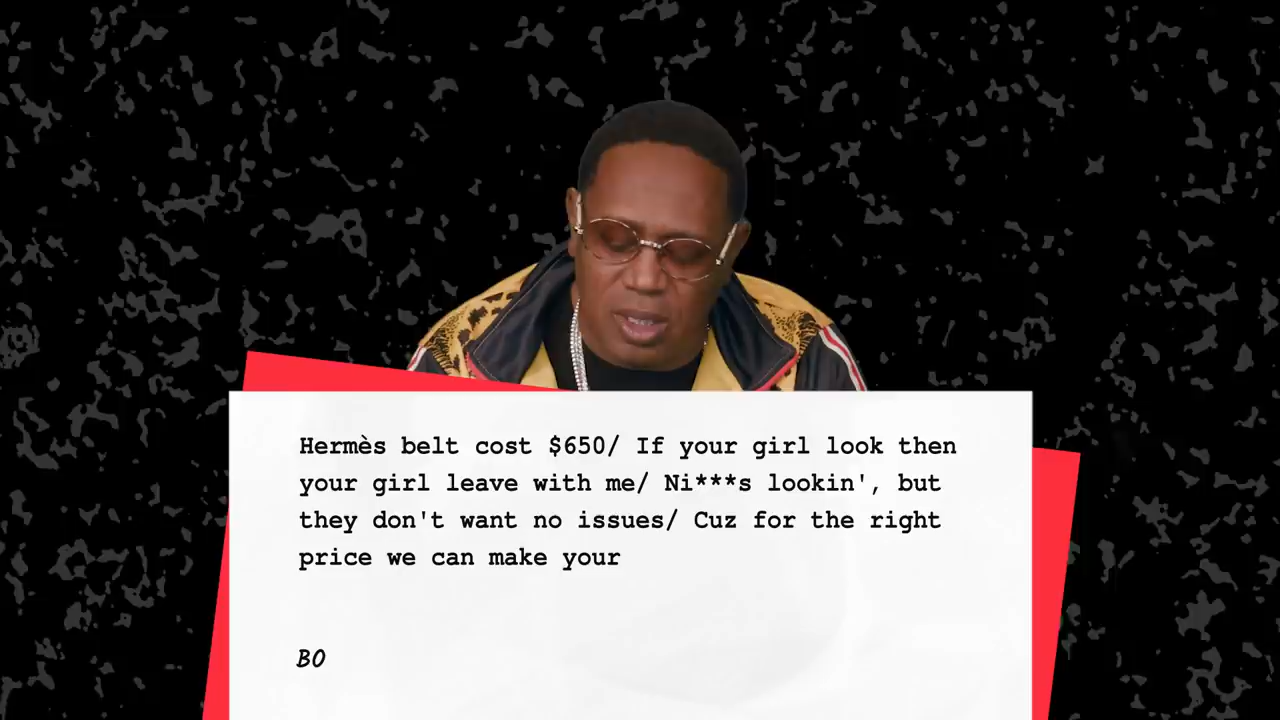 Hermès belt cost $650/ If your girl look then
your girl leave with me/ Ni***s lookin', but
they don't want no issues/ Cuz for the right
price we can make your
BO